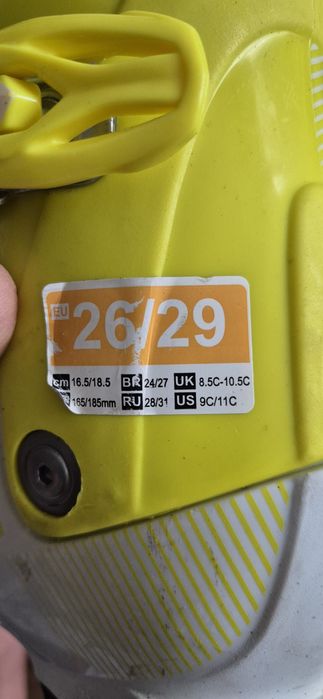 EU 26/29
cm 16.5/18.5 BR 24/27 UK 8.5C-10.5C
165/185mm RU 28/31 US 9C/11C